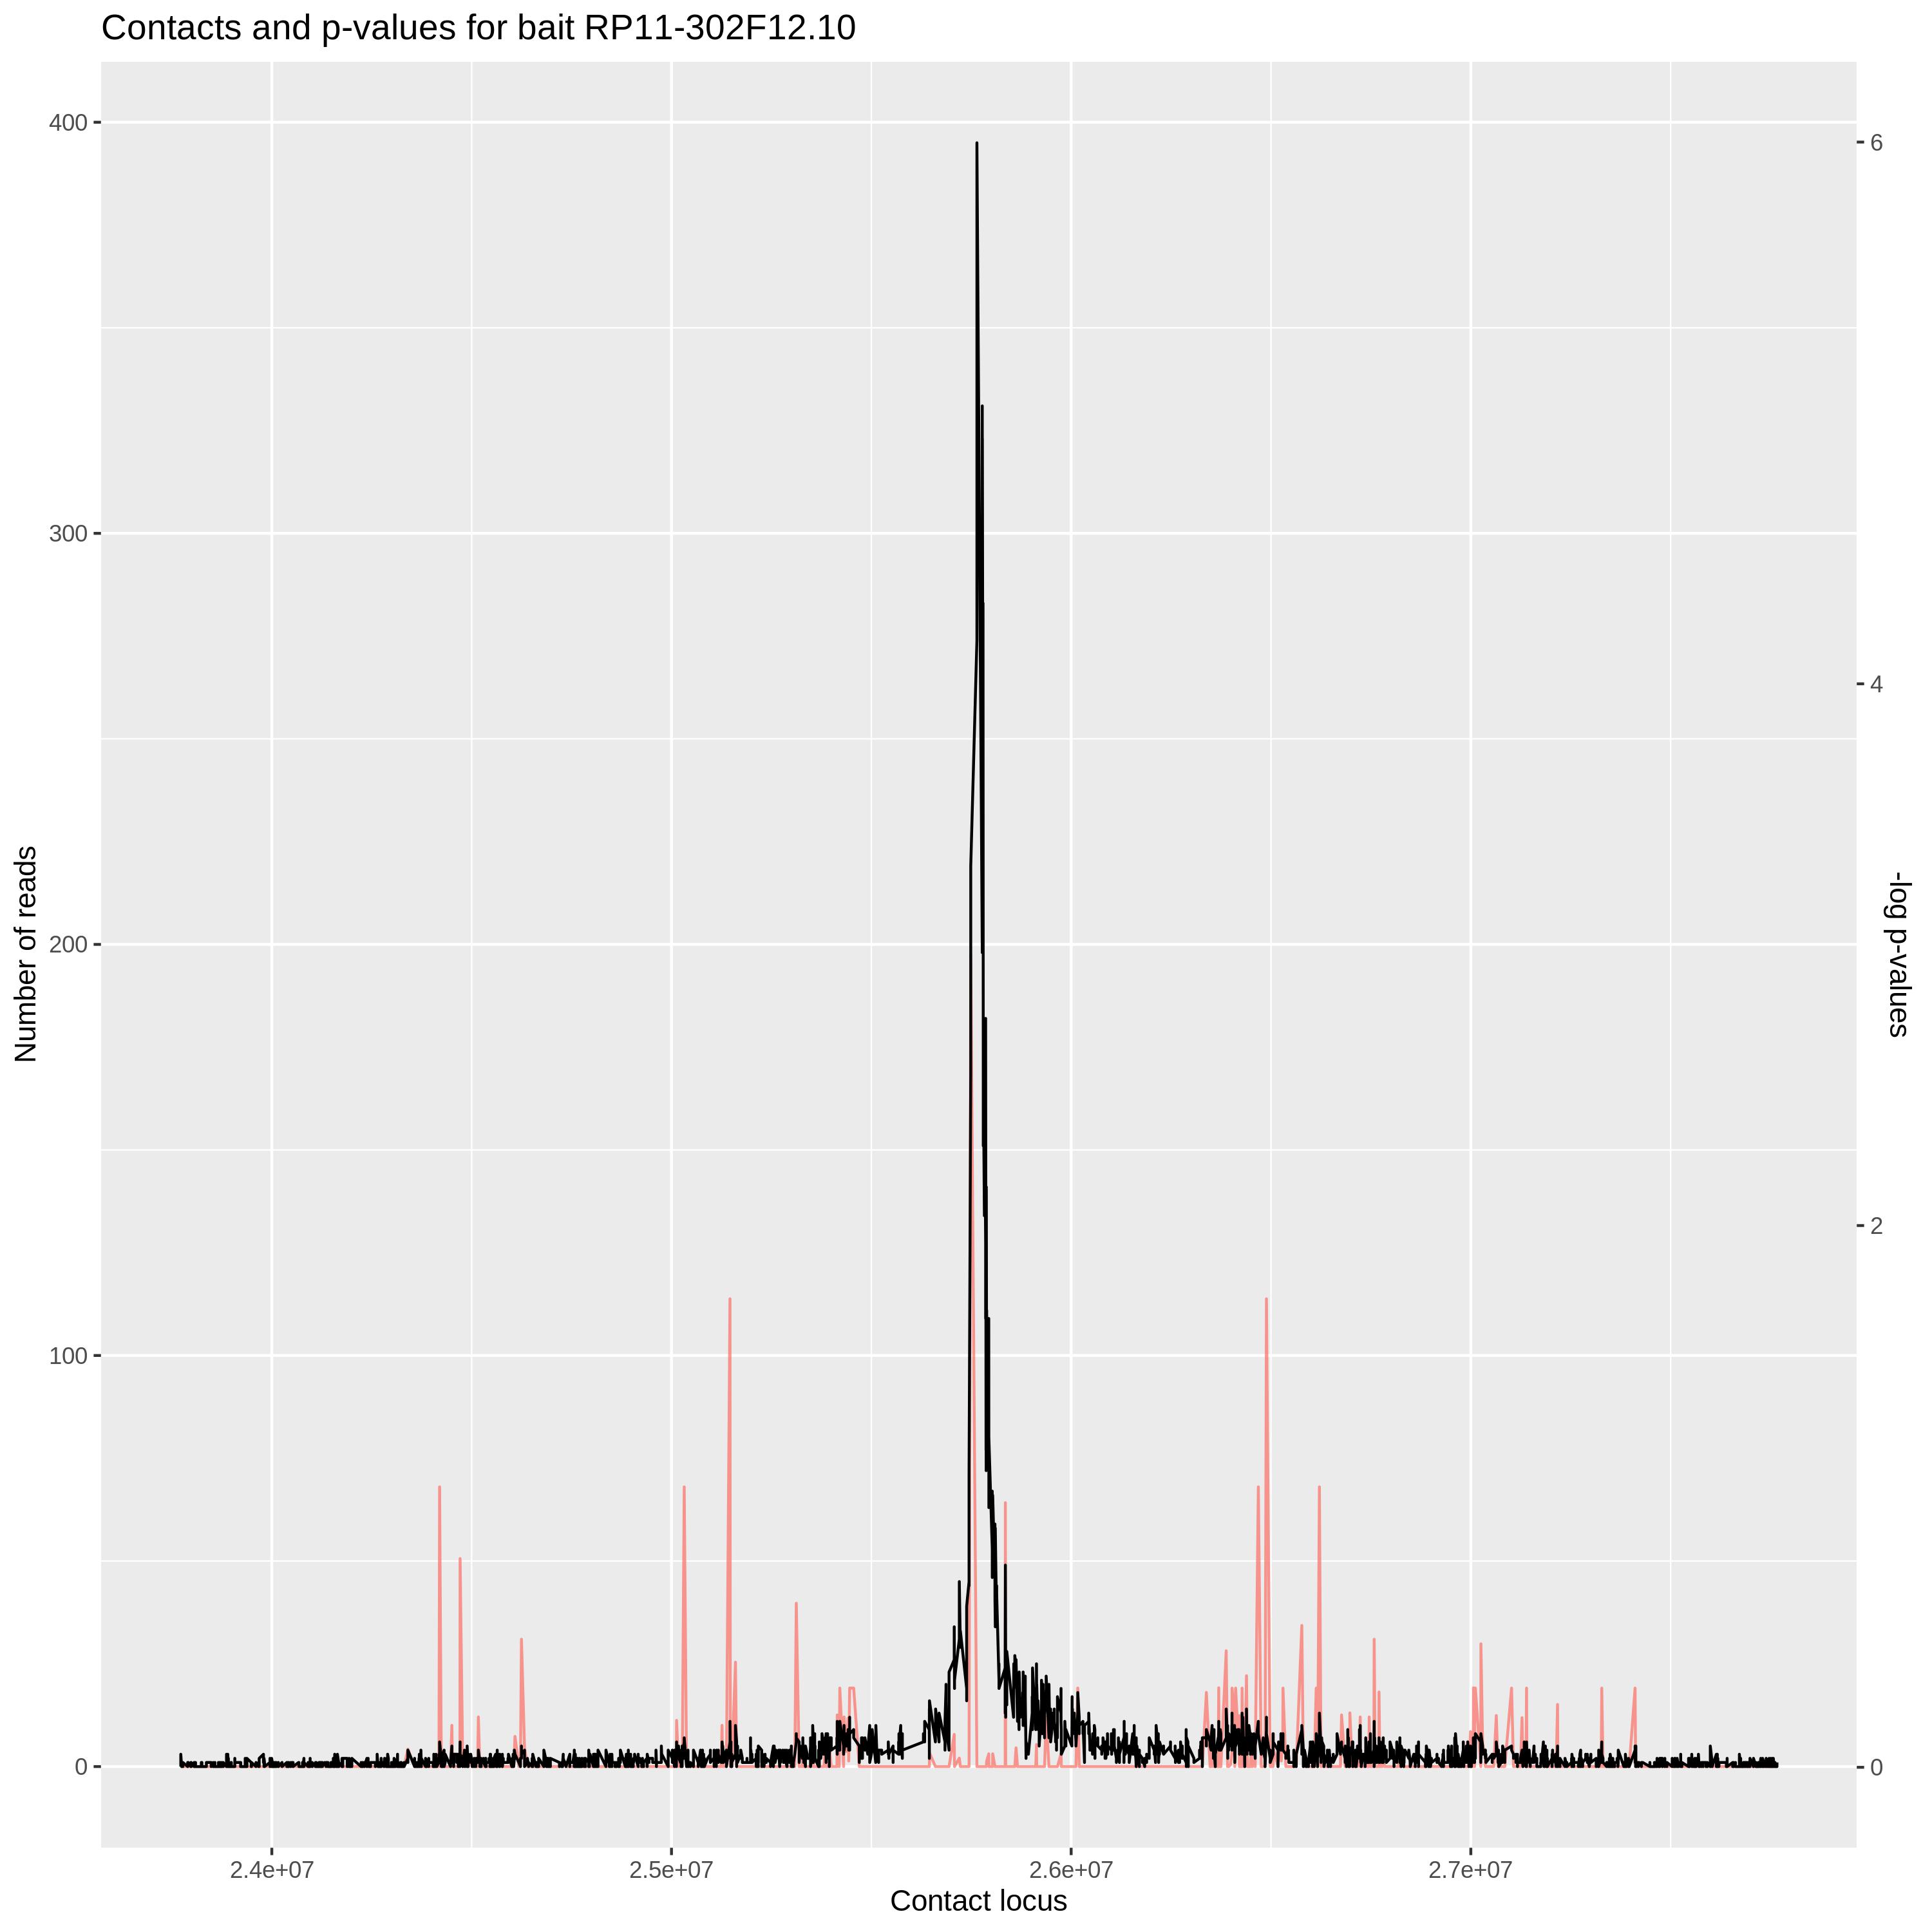 Contacts and p-values for bait RP11-302F12.10
400
300
200
100
0
Number of reads
6
4
2
0
-log p-values
2.4e+07
2.5e+07
2.6e+07
2.7e+07
Contact locus